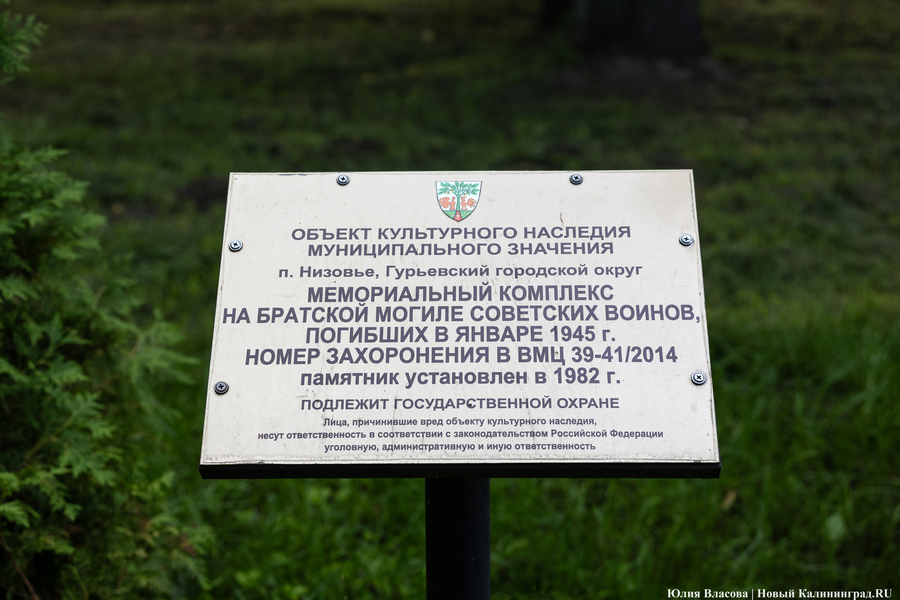 ОБЪЕКТ КУЛЬТУРНОГО НАСЛЕДИЯ
МУНИЦИПАЛЬНОГО ЗНАЧЕНИЯ
п. Низовье, Гурьевский городской округ
МЕМОРИАЛЬНЫЙ КОМПЛЕКС
НА БРАТСКОЙ МОГИЛЕ СОВЕТСКИХ ВОИНОВ,
ПОГИБШИХ В ЯНВАРЕ 1945 г.
НОМЕР ЗАХОРОНЕНИЯ В ВМЦ 39-41/2014
памятник установлен в 1982 г.
ПОДЛЕЖИТ ГОСУДАРСТВЕННОЙ ОХРАНЕ
Лица, причинившие вред объекту культурного наследия,
несут ответственность в соответствии с законодательством Российской Федерации
уголовную, административную и иную ответственность
Юлия Власова | Новый Калининград.RU